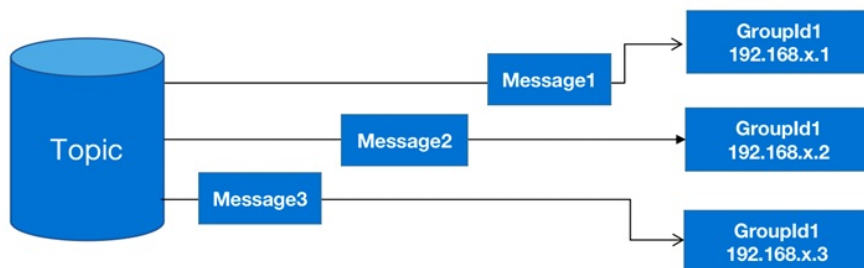 Topic
Message1
Message2
Message3
GroupId1
192.168.x.1
GroupId1
192.168.x.2
GroupId1
192.168.x.3